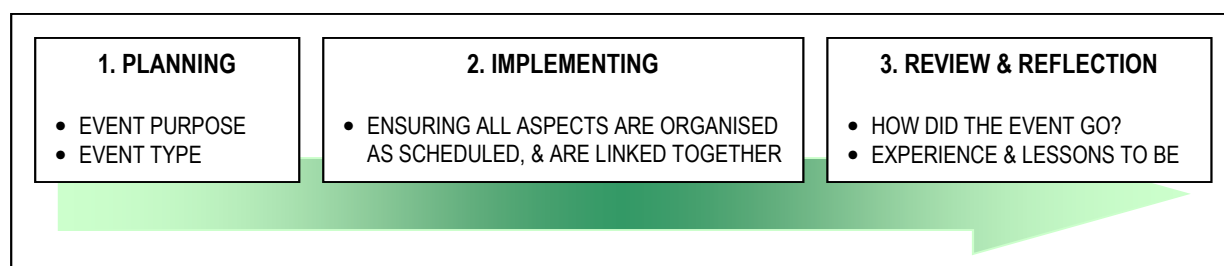 1. PLANNING
• EVENT PURPOSE
• EVENT TYPE
2. IMPLEMENTING
• ENSURING ALL ASPECTS ARE ORGANISED
AS SCHEDULED, & ARE LINKED TOGETHER
3. REVIEW & REFLECTION
• HOW DID THE EVENT GO?
• EXPERIENCE & LESSONS TO BE